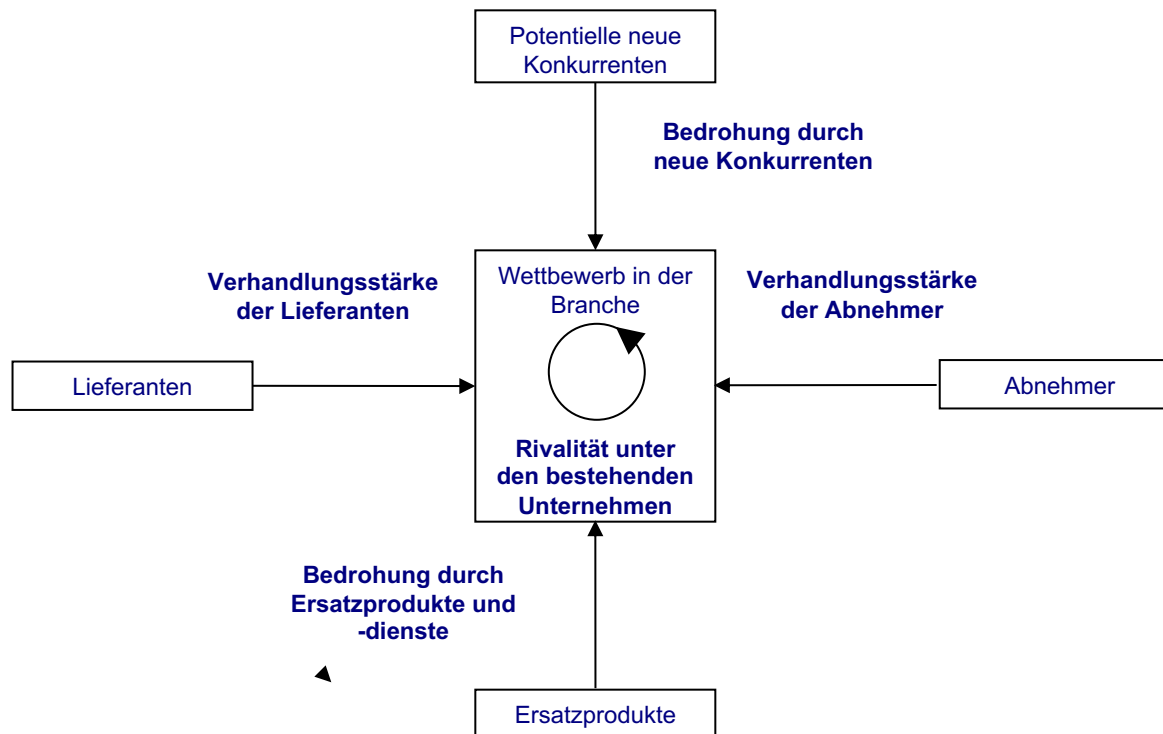 Potentielle neue
Konkurrenten
Bedrohung durch
neue Konkurrenten
Verhandlungsstärke
der Lieferanten
Wettbewerb in der
Branche
Verhandlungsstärke
der Abnehmer
Lieferanten
Abnehmer
Rivalität unter
den bestehenden
Unternehmen
Bedrohung durch
Ersatzprodukte und
-dienste
Ersatzprodukte